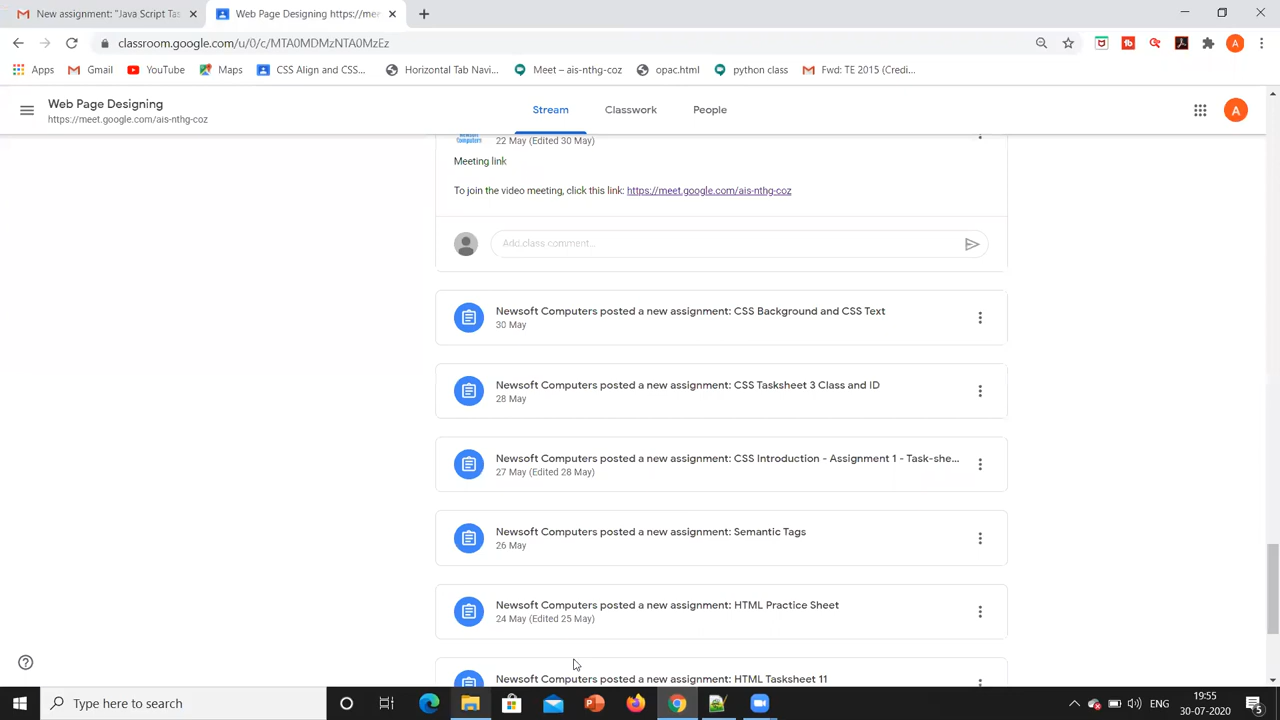 New assignment: "Java Script Tas
Web Page Designing https://mee
classroom.google.com/u/0/c/MTA0MDMzNTA0MzEz
Apps
Gmail
YouTube
Maps
CSS Align and CSS...
Horizontal Tab Navi...
Meet – ais-nthg-coz
opac.html
python class
Fwd: TE 2015 (Credi...
Web Page Designing
https://meet.google.com/ais-nthg-coz
Stream
Classwork
People
A
Computers
22 May (Edited 30 May)
Meeting link
To join the video meeting, click this link: https://meet.google.com/ais-nthg-coz
Add class comment...
Newsoft Computers posted a new assignment: CSS Background and CSS Text
30 May
Newsoft Computers posted a new assignment: CSS Tasksheet 3 Class and ID
28 May
Newsoft Computers posted a new assignment: CSS Introduction - Assignment 1 - Task-she...
27 May (Edited 28 May)
Newsoft Computers posted a new assignment: Semantic Tags
26 May
Newsoft Computers posted a new assignment: HTML Practice Sheet
24 May (Edited 25 May)
Newsoft Computers posted a new assignment: HTML Tasksheet 11
Type here to search
ENG
19:55
30-07-2020
5